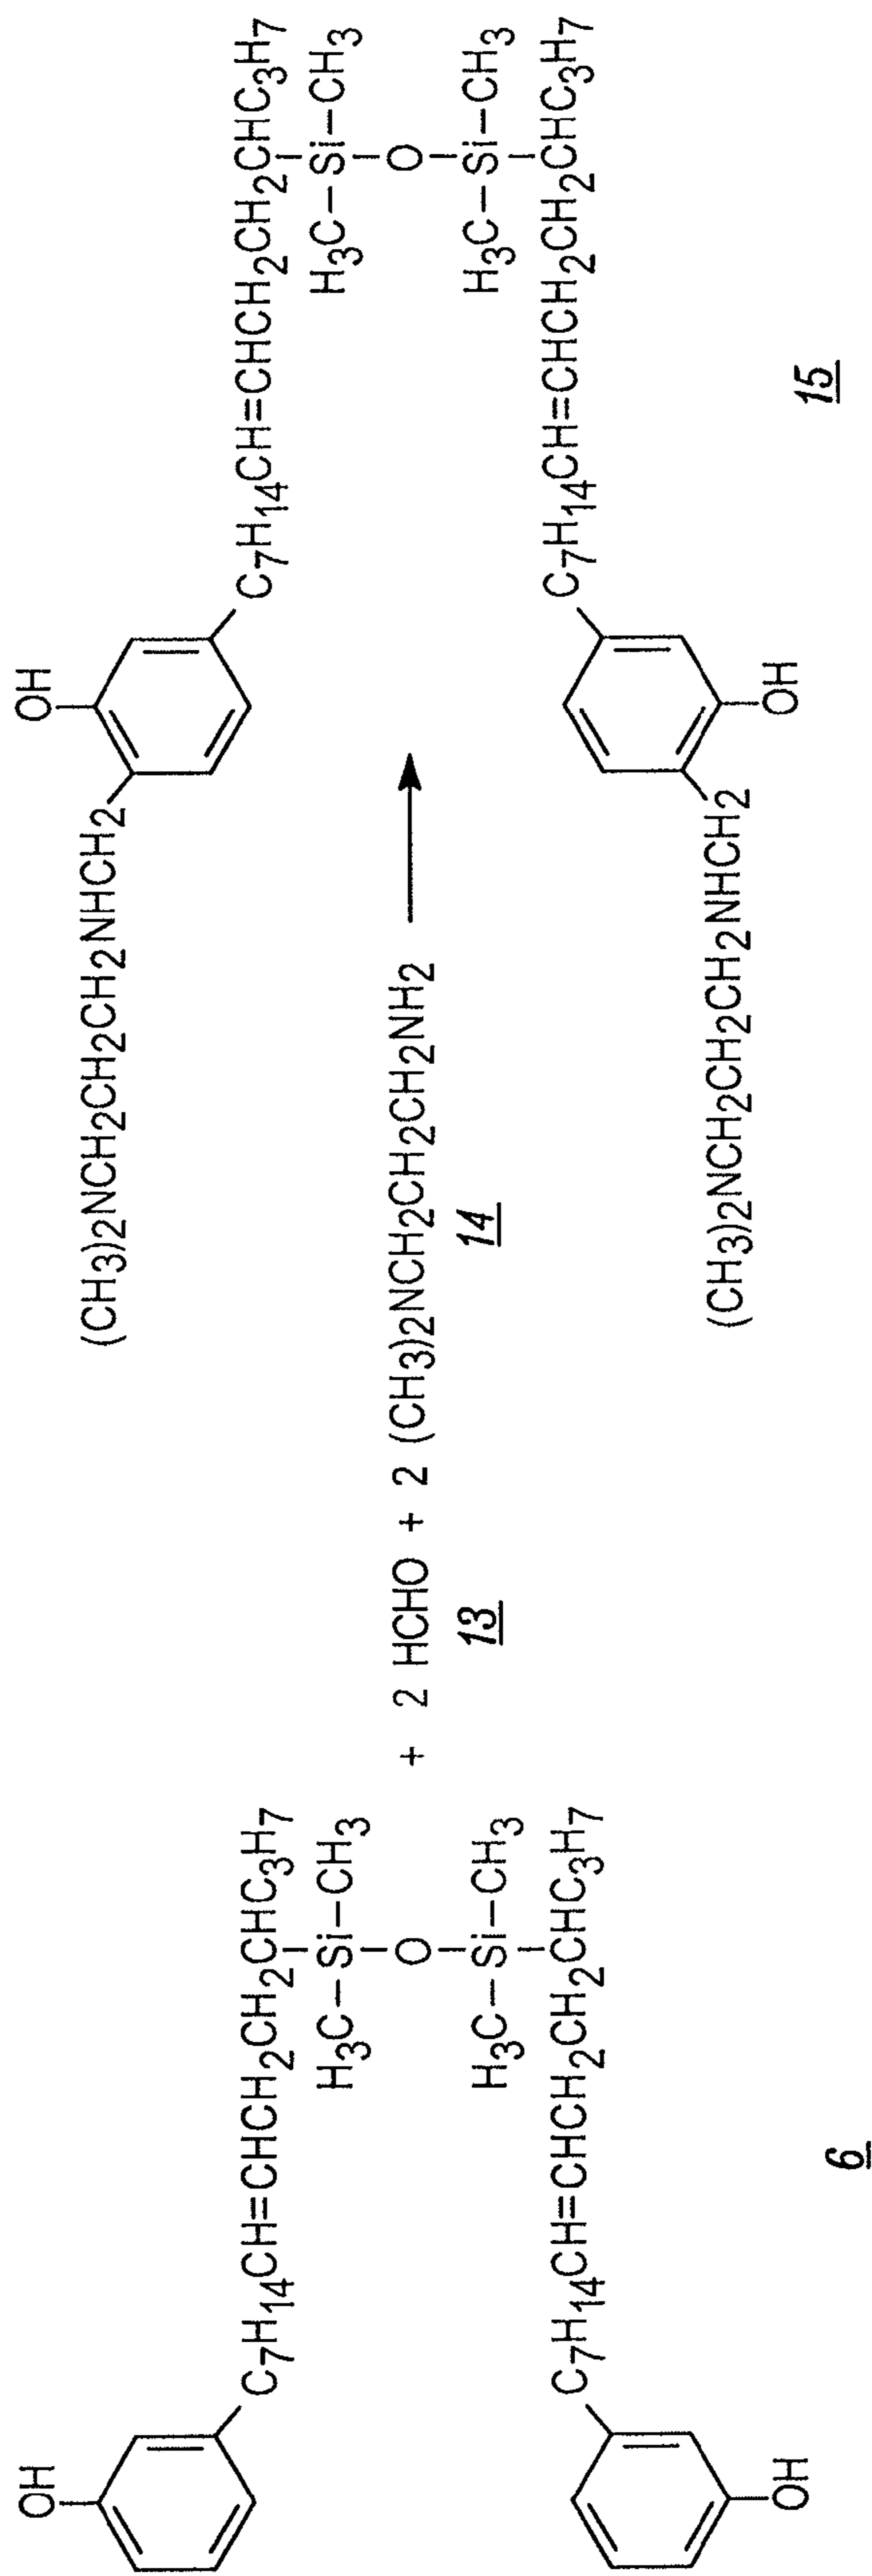 OH
C7H14CH=CHCH2CH2CHC3H7
H3C–Si–CH3
O
H3C–Si–CH3
C7H14CH=CHCH2CH2CHC3H7
OH
6
+ 2 HCHO + 2 (CH3)2NCH2CH2CH2NH2
13
14
OH
(CH3)2NCH2CH2CH2NHCH2
C7H14CH=CHCH2CH2CHC3H7
H3C–Si–CH3
O
H3C–Si–CH3
C7H14CH=CHCH2CH2CHC3H7
(CH3)2NCH2CH2CH2NHCH2
OH
15